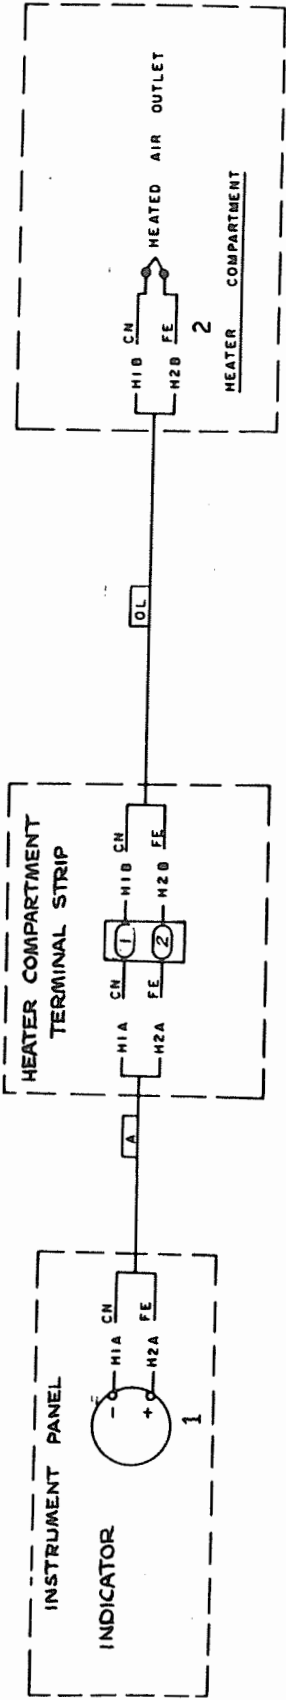 INSTRUMENT PANEL
INDICATOR
-
+
1
H1A CN
H2A FE
A
HEATER COMPARTMENT
TERMINAL STRIP
H1A CN
H2A FE
1
2
H1B CN
H2B FE
OL
H1B CN
H2B FE
HEATED AIR OUTLET
2
HEATER COMPARTMENT